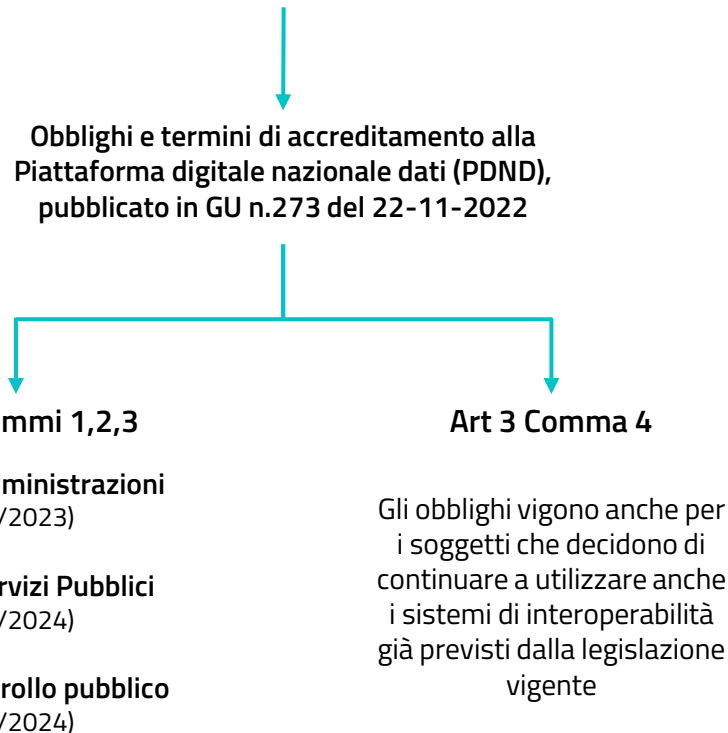 Obblighi e termini di accreditamento alla
Piattaforma digitale nazionale dati (PDND),
pubblicato in GU n.273 del 22-11-2022
mmi 1,2,3
ministrazioni
/2023)
rvizi Pubblici
/2024)
rollo pubblico
/2024)
Art 3 Comma 4
Gli obblighi vigono anche per
i soggetti che decidono di
continuare a utilizzare anche
i sistemi di interoperabilità
già previsti dalla legislazione
vigente